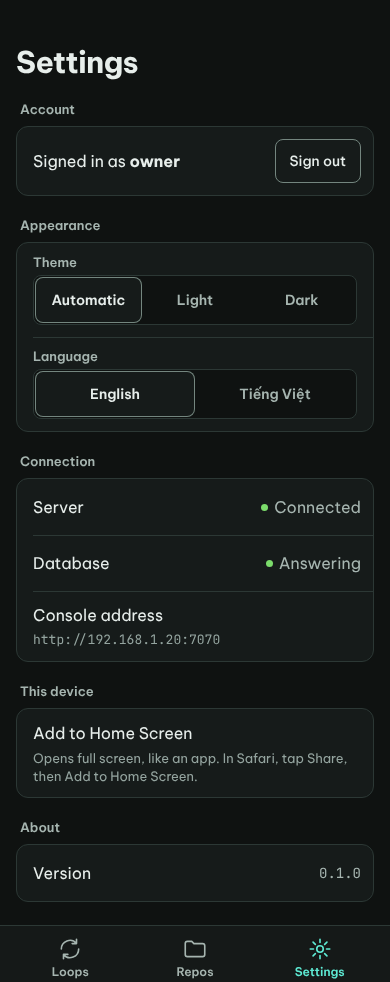 Settings
Account
Signed in as owner
Sign out
Appearance
Theme
Automatic
Light
Dark
Language
English
Tiếng Việt
Connection
Server
Connected
Database
Answering
Console address
http://192.168.1.20:7070
This device
Add to Home Screen
Opens full screen, like an app. In Safari, tap Share,
then Add to Home Screen.
About
Version
0.1.0
Loops
Repos
Settings